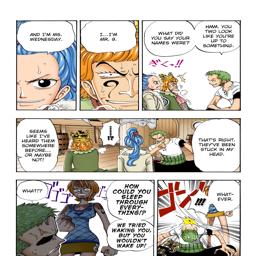 AND I'M MS.
WEDNESDAY.
I...I'M
MR. 9.
WHAT DID
YOU SAY YOUR
NAMES WERE?
HMM. YOU
TWO LOOK
LIKE YOU'RE
UP TO
SOMETHING.
SEEMS
LIKE I'VE
HEARD THEM
SOMEWHERE
BEFORE...
OR MAYBE
NOT!
THAT'S RIGHT,
THEY'VE BEEN
STUCK IN MY
HEAD.
WHAT!?
HOW
COULD YOU
SLEEP
THROUGH
EVERY-
THING!?
WE TRIED
WAKING YOU,
BUT YOU
WOULDN'T
WAKE UP!
WHAT-
EVER.